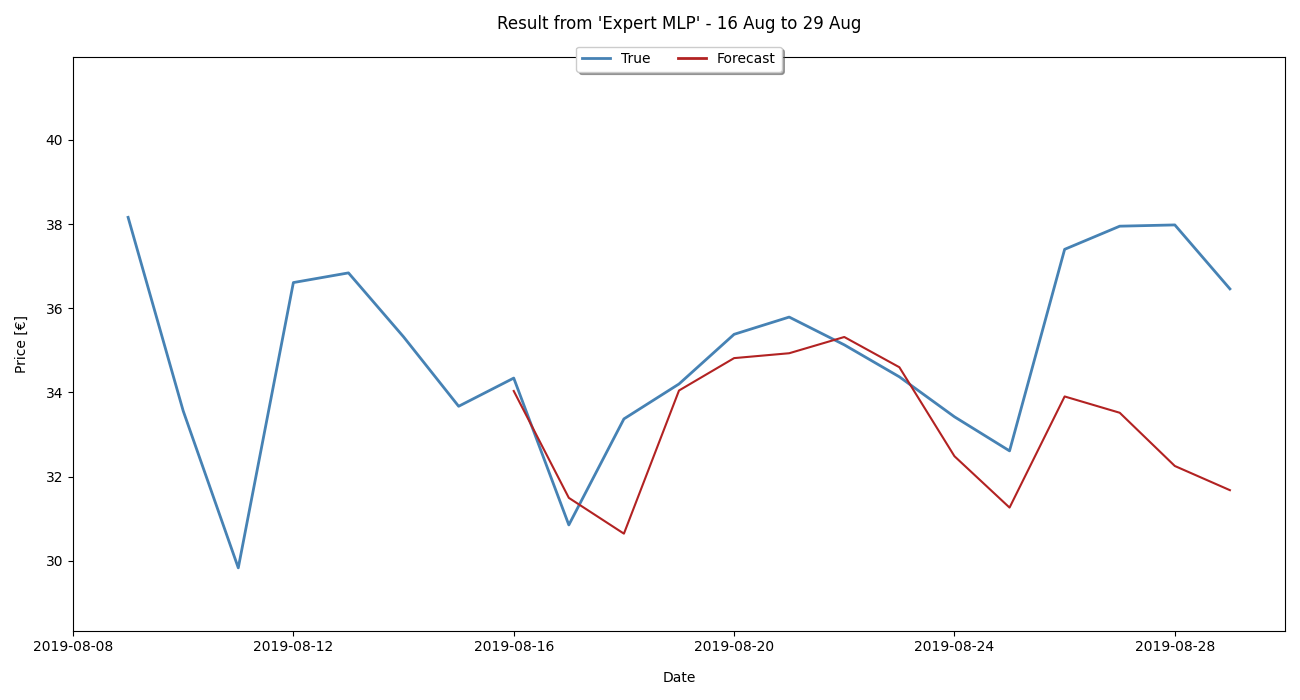 Result from 'Expert MLP' - 16 Aug to 29 Aug
True Forecast
Price [€]
40
38
36
34
32
30
2019-08-08 2019-08-12 2019-08-16 2019-08-20 2019-08-24 2019-08-28
Date